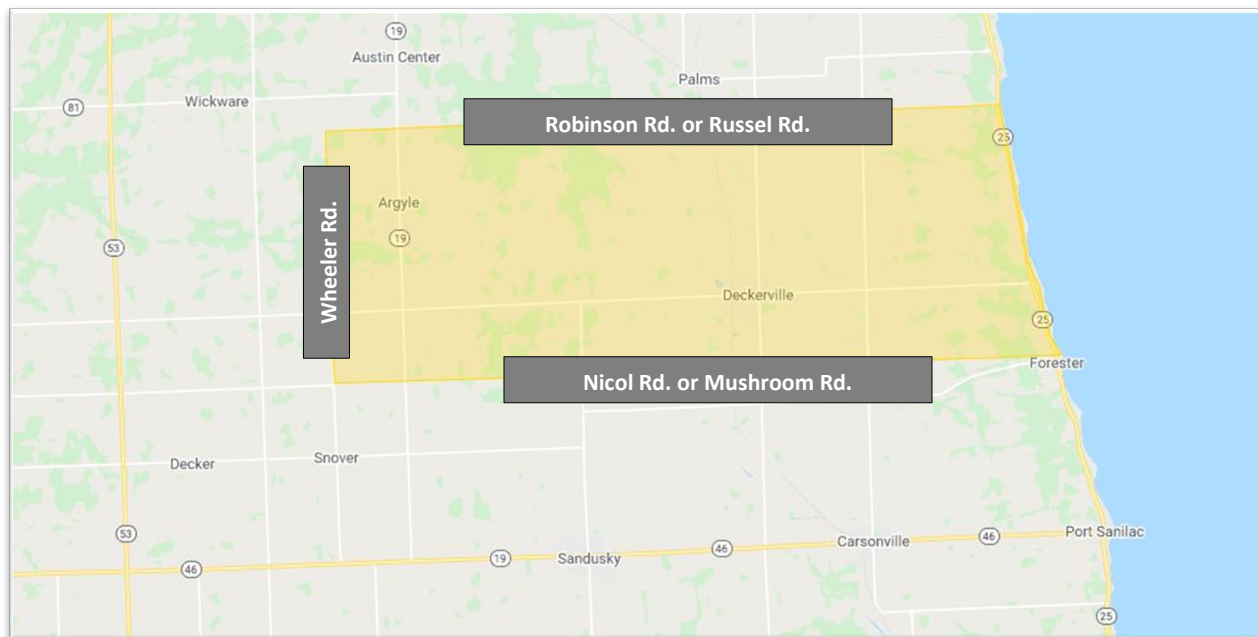 19
Austin Center
Palms
81
Wickware
Robinson Rd. or Russel Rd.
25
Wheeler Rd.
Argyle
19
53
Deckerville
25
Forester
Nicol Rd. or Mushroom Rd.
Snover
Decker
53
Port Sanilac
46
Carsonville
46
19
Sandusky
46
25